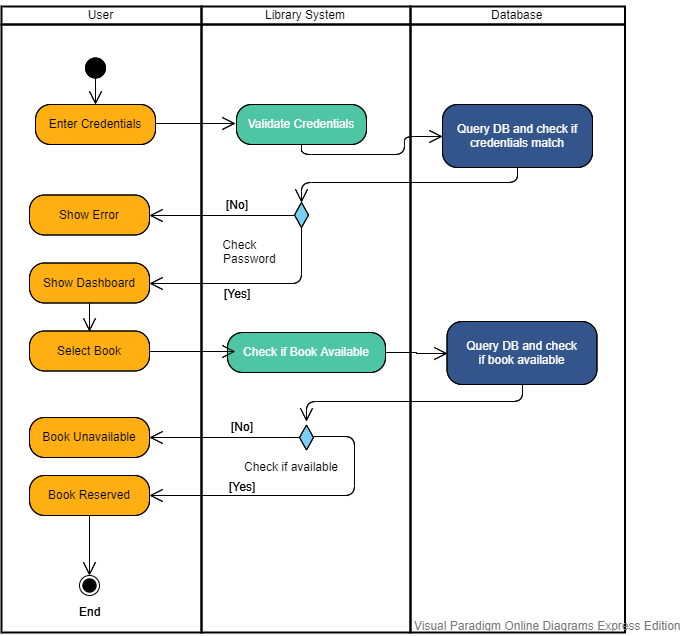 User
Library System
Database
Enter Credentials
Validate Credentials
Query DB and check if
credentials match
[No]
Show Error
Check
Password
Show Dashboard
[Yes]
Select Book
Check if Book Available
Query DB and check
if book available
[No]
Book Unavailable
Check if available
[Yes]
Book Reserved
End
Visual Paradigm Online Diagrams Express Edition